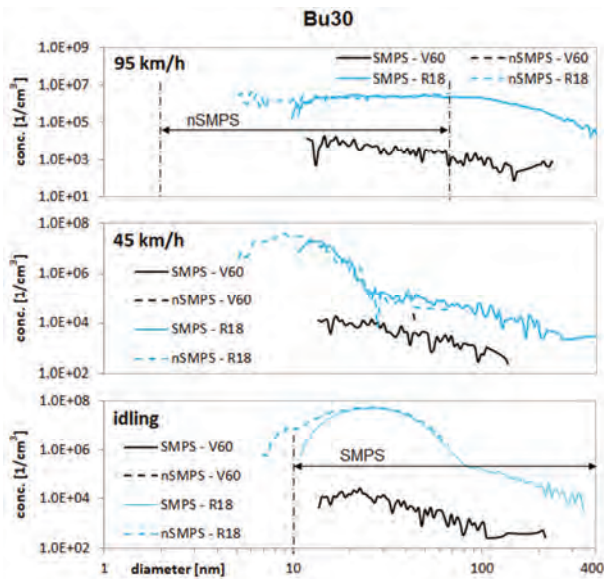 Bu30
95 km/h
SMPS - V60
nSMPS - V60
SMPS - R18
nSMPS - R18
conc. [1/cm³]
1.0E+09
1.0E+07
1.0E+05
1.0E+03
1.0E+01
nSMPS
45 km/h
SMPS - V60
nSMPS - V60
SMPS - R18
nSMPS - R18
conc. [1/cm³]
1.0E+08
1.0E+06
1.0E+04
1.0E+02
idling
SMPS - V60
nSMPS - V60
SMPS - R18
nSMPS - R18
conc. [1/cm³]
1.0E+08
1.0E+06
1.0E+04
1.0E+02
SMPS
1 diameter [nm] 10 100 400